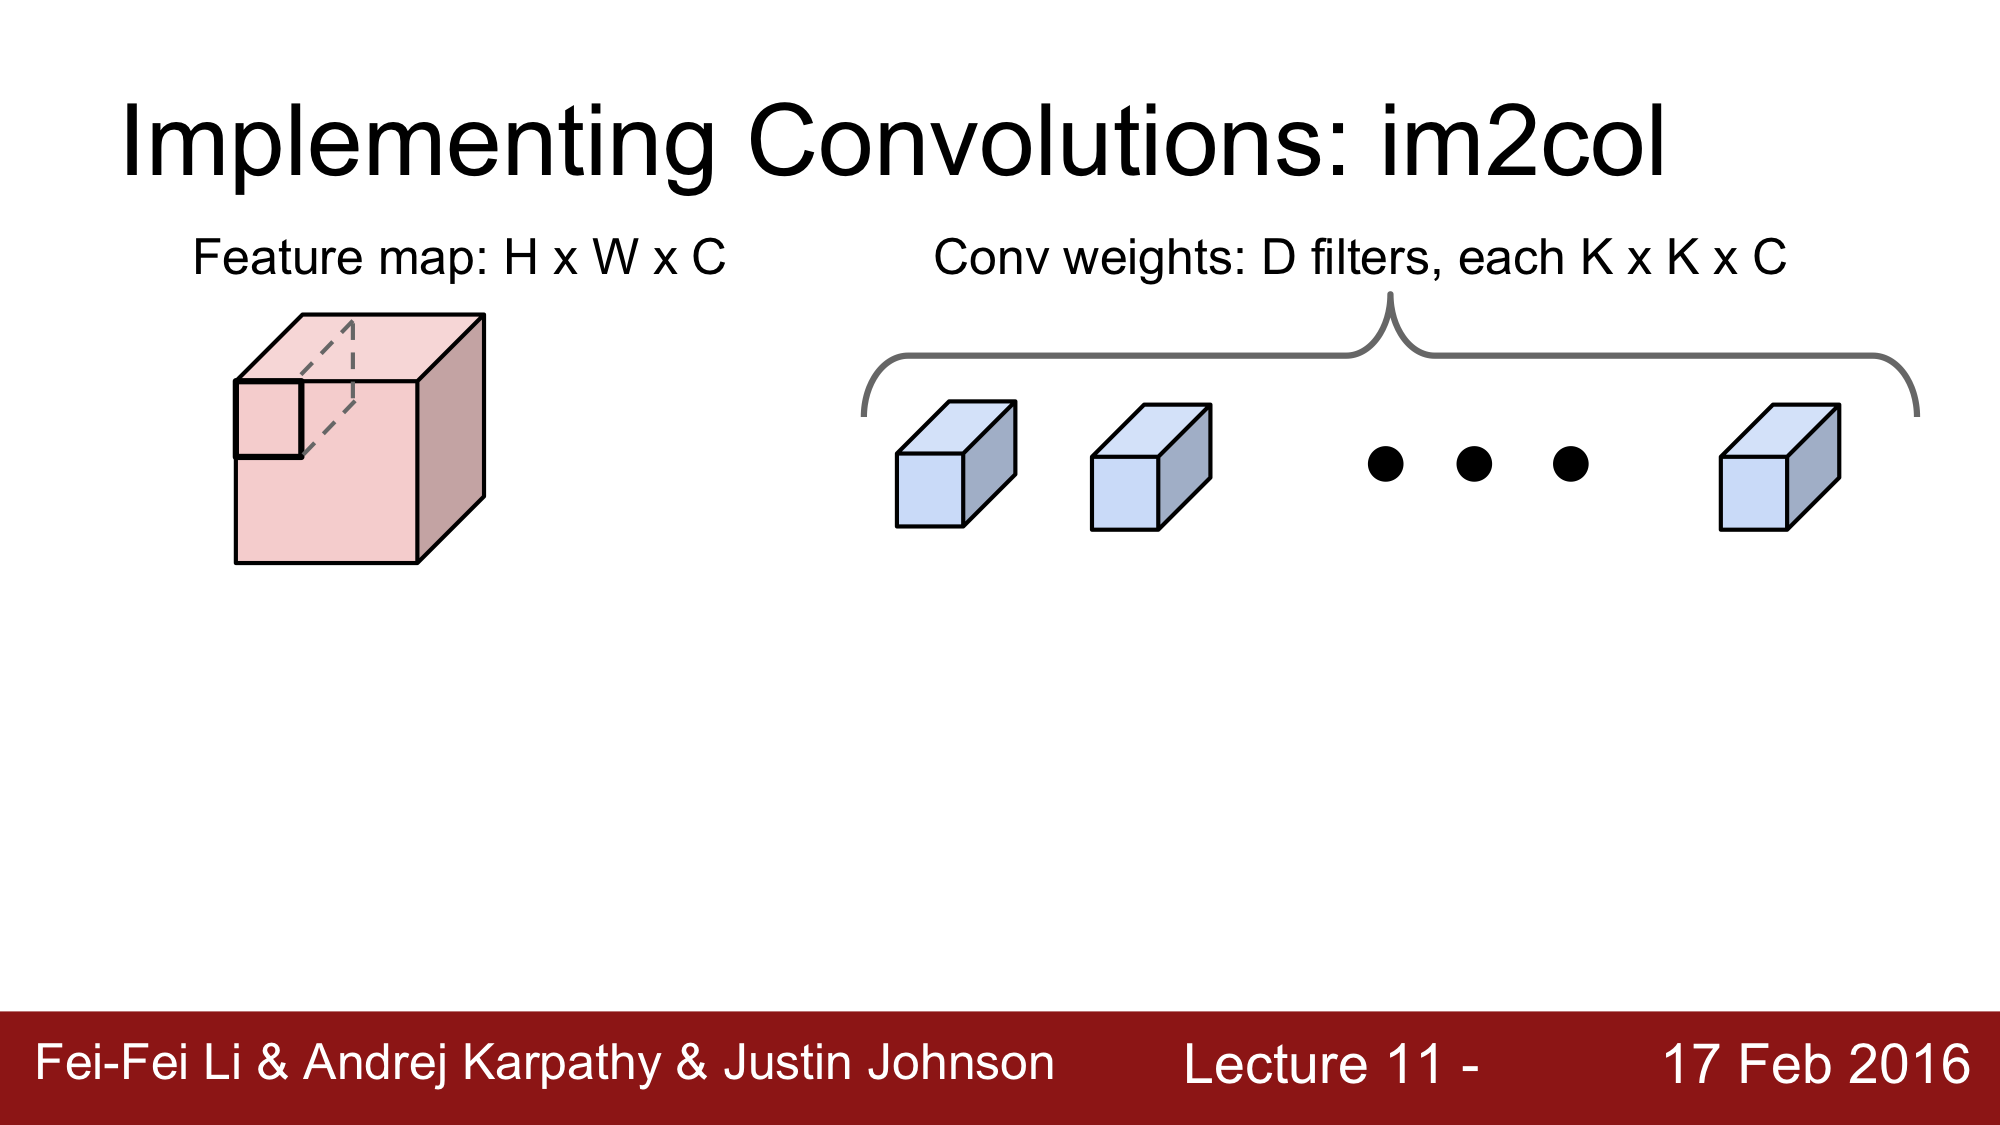 Implementing Convolutions: im2col
Feature map: H x W x C
Conv weights: D filters, each K x K x C
Fei-Fei Li & Andrej Karpathy & Justin Johnson
Lecture 11 -
17 Feb 2016